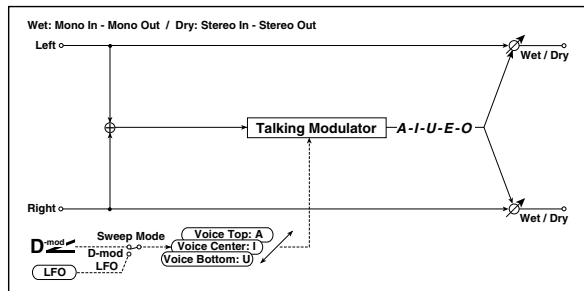 Wet: Mono In - Mono Out / Dry: Stereo In - Stereo Out
Left
Wet / Dry
Talking Modulator
A-I-U-E-O
Right
Wet / Dry
Sweep Mode
D-mod
D-mod
LFO
LFO
Voice Top: A
Voice Center: I
Voice Bottom: U